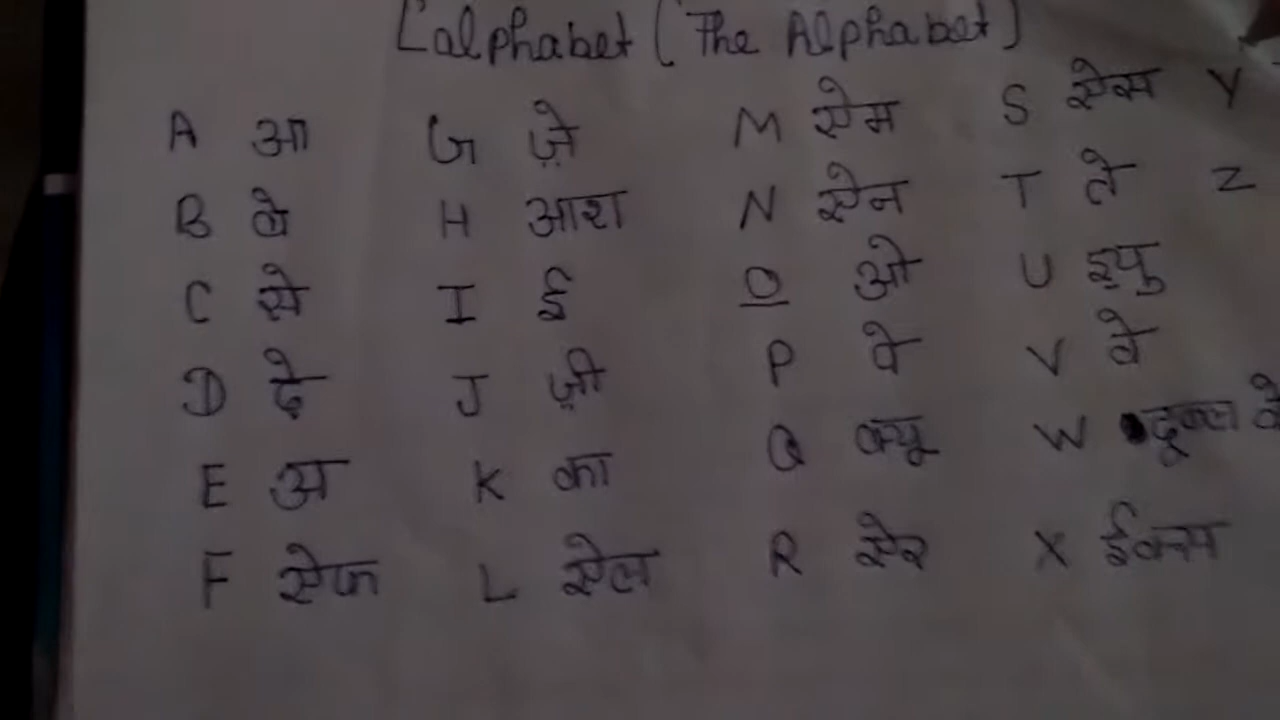 L'alphabet (The Alphabet)
A आ G ज़े M ऐम S ऐस Y
B बे H आश N ऐन T ते Z
C से I ई O ओ U इयु
D दे J ज़ी P पे V वे
E अ K का Q क्यू W दूब्ल वे
F ऐफ L ऐल R ऐर X ईक्स